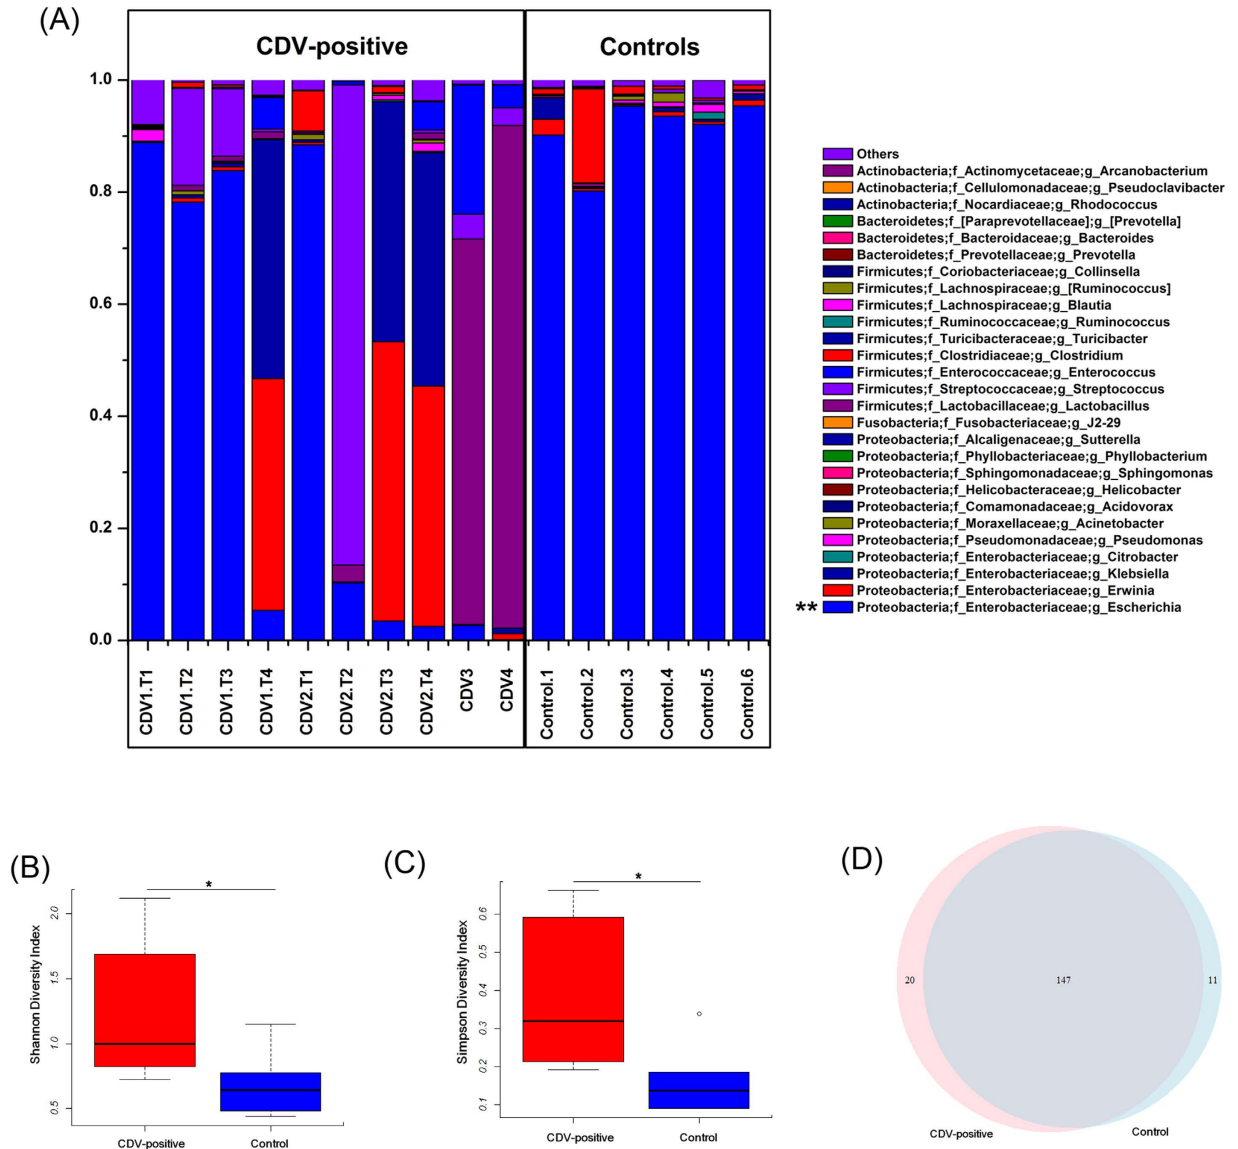 (A)
CDV-positive
Controls
1.0
0.8
0.6
0.4
0.2
0.0
CDV1.T1
CDV1.T2
CDV1.T3
CDV1.T4
CDV2.T1
CDV2.T2
CDV2.T3
CDV2.T4
CDV3
CDV4
Control.1
Control.2
Control.3
Control.4
Control.5
Control.6
Others
Actinobacteria;f_Actinomycetaceae;g_Arcanobacterium
Actinobacteria;f_Cellulomonadaceae;g_Pseudoclavibacter
Actinobacteria;f_Nocardiaceae;g_Rhodococcus
Bacteroidetes;f_[Paraprevotellaceae];g_[Prevotella]
Bacteroidetes;f_Bacteroidaceae;g_Bacteroides
Bacteroidetes;f_Prevotellaceae;g_Prevotella
Firmicutes;f_Coriobacteriaceae;g_Collinsella
Firmicutes;f_Lachnospiraceae;g_[Ruminococcus]
Firmicutes;f_Lachnospiraceae;g_Blautia
Firmicutes;f_Ruminococcaceae;g_Ruminococcus
Firmicutes;f_Turicibacteraceae;g_Turicibacter
Firmicutes;f_Clostridiaceae;g_Clostridium
Firmicutes;f_Enterococcaceae;g_Enterococcus
Firmicutes;f_Streptococcaceae;g_Streptococcus
Firmicutes;f_Lactobacillaceae;g_Lactobacillus
Fusobacteria;f_Fusobacteriaceae;g_J2-29
Proteobacteria;f_Alcaligenaceae;g_Sutterella
Proteobacteria;f_Phyllobacteriaceae;g_Phyllobacterium
Proteobacteria;f_Sphingomonadaceae;g_Sphingomonas
Proteobacteria;f_Helicobacteraceae;g_Helicobacter
Proteobacteria;f_Comamonadaceae;g_Acidovorax
Proteobacteria;f_Moraxellaceae;g_Acinetobacter
Proteobacteria;f_Pseudomonadaceae;g_Pseudomonas
Proteobacteria;f_Enterobacteriaceae;g_Citrobacter
Proteobacteria;f_Enterobacteriaceae;g_Klebsiella
Proteobacteria;f_Enterobacteriaceae;g_Erwinia
** Proteobacteria;f_Enterobacteriaceae;g_Escherichia
(B)
*
Shannon Diversity Index
2.0
1.5
1.0
0.5
CDV-positive
Control
(C)
*
Simpson Diversity Index
0.6
0.5
0.4
0.3
0.2
0.1
CDV-positive
Control
(D)
20
147
11
CDV-positive
Control